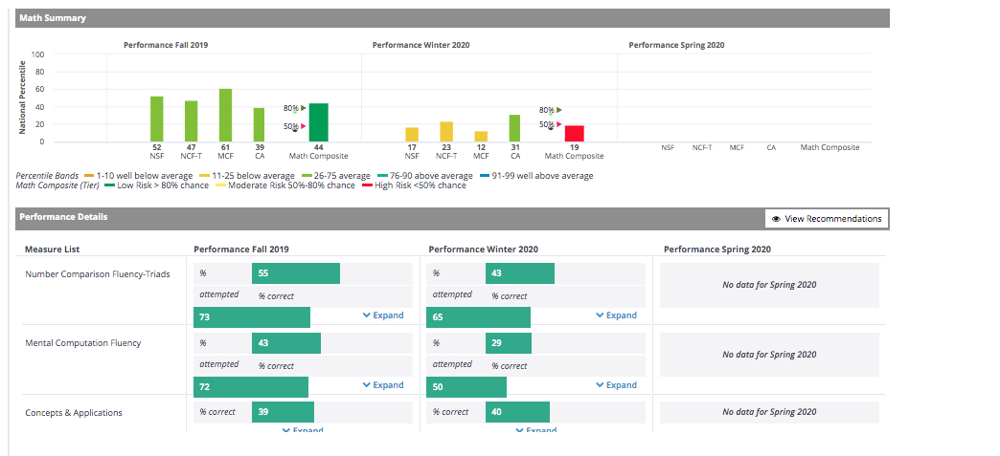 Math Summary
Performance Fall 2019 Performance Winter 2020 Performance Spring 2020
National Percentile
100
80
60
40
20
0
80%
50%
80%
50%
52 47 61 39 44 17 23 12 31 19
NSF NCF-T MCF CA Math Composite NSF NCF-T MCF CA Math Composite NSF NCF-T MCF CA Math Composite
Percentile Bands 1-10 well below average 11-25 below average 26-75 average 76-90 above average 91-99 well above average
Math Composite (Tier) Low Risk > 80% chance Moderate Risk 50%-80% chance High Risk <50% chance
Performance Details View Recommendations
Measure List Performance Fall 2019 Performance Winter 2020 Performance Spring 2020
Number Comparison Fluency-Triads % 55 % 43 No data for Spring 2020
attempted % correct attempted % correct
73 Expand 65 Expand
Mental Computation Fluency % 43 % 29 No data for Spring 2020
attempted % correct attempted % correct
72 Expand 50 Expand
Concepts & Applications % correct 39 % correct 40 No data for Spring 2020
Expand Expand